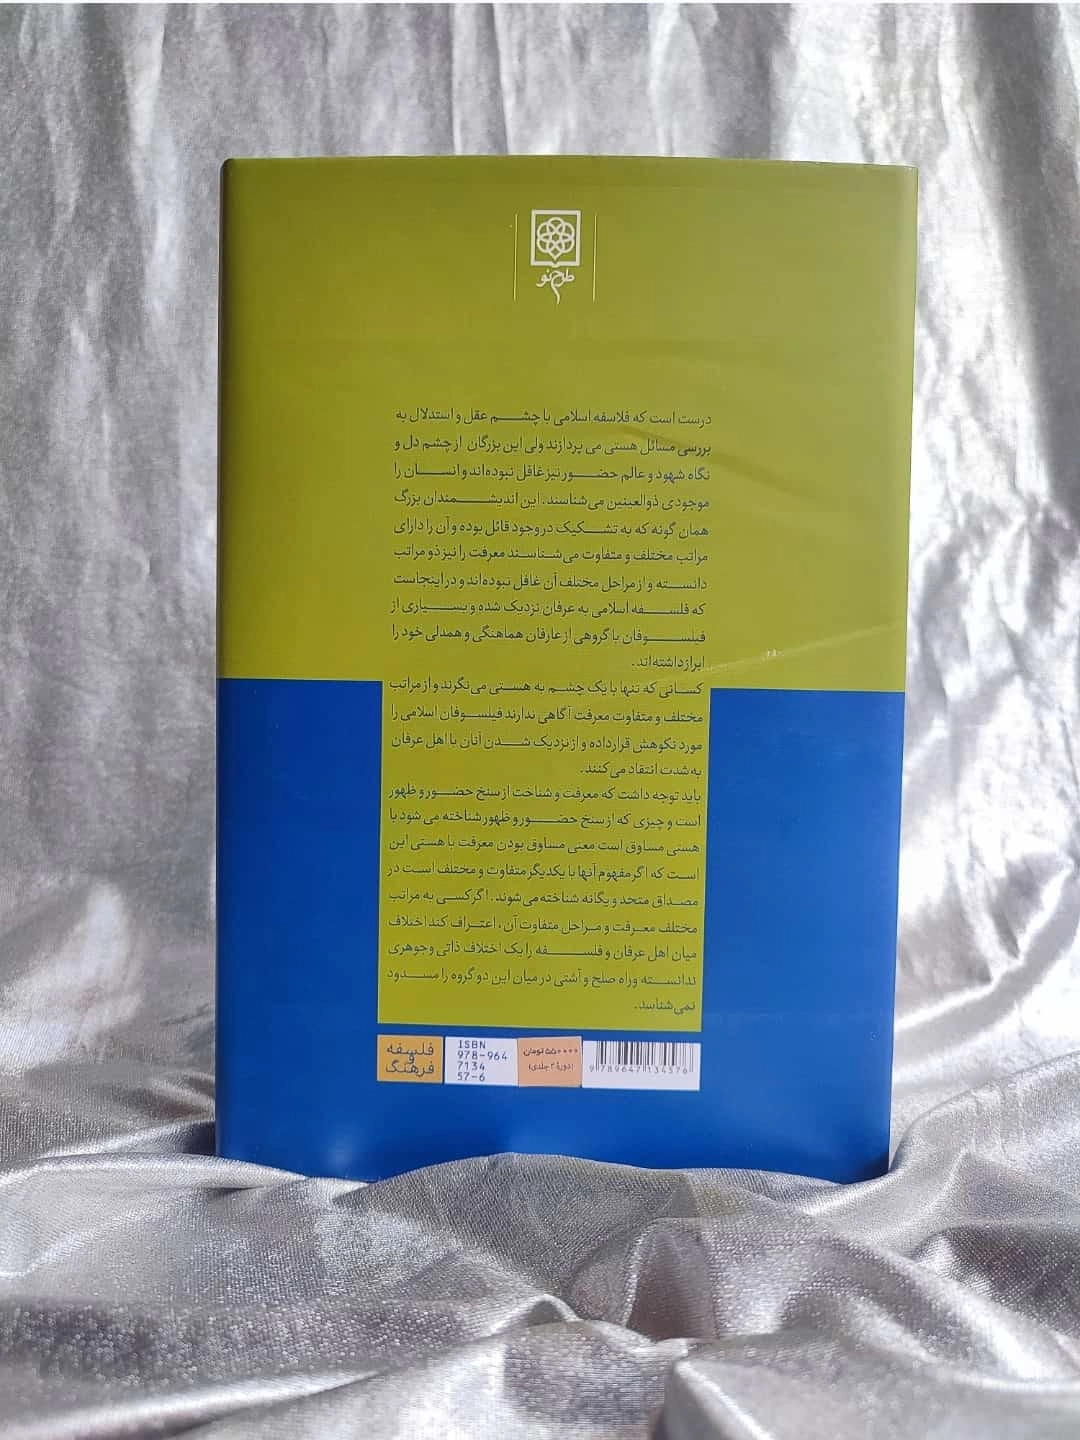 طرح نو
درست است که فلاسفه اسلامی با چشم عقل و استدلال به
بررسی مسائل هستی می پردازند ولی این بزرگان از چشم دل و
نگاه شهود و عالم حضور نیز غافل نبوده‌اند و انسان را
موجودی ذوالعینین می‌شناسند. این اندیشمندان بزرگ
همان گونه که به تشکیک در وجود قائل بوده و آن را دارای
مراتب مختلف و متفاوت می‌شناسند معرفت را نیز ذو مراتب
دانسته و از مراحل مختلف آن غافل نبوده‌اند و در اینجاست
که فلسفه اسلامی به عرفان نزدیک شده و بسیاری از
فیلسوفان با گروهی از عارفان هماهنگی و همدلی خود را
ابراز داشته‌اند.
کسانی که تنها با یک چشم به هستی می‌نگرند و از مراتب
مختلف و متفاوت معرفت آگاهی ندارند فیلسوفان اسلامی را
مورد نکوهش قرار داده و از نزدیک شدن آنان با اهل عرفان
به شدت انتقاد می‌کنند.
باید توجه داشت که معرفت و شناخت از سنخ حضور و ظهور
است و چیزی که از سنخ حضور و ظهور شناخته می شود با
هستی مساوق است معنی مساوق بودن معرفت با هستی این
است که اگر مفهوم آنها با یکدیگر متفاوت و مختلف است در
مصداق متحد و یگانه شناخته می‌شوند. اگر کسی به مراتب
مختلف معرفت و مراحل متفاوت آن، اعتراف کند اختلاف
میان اهل عرفان و فلسفه را یک اختلاف ذاتی و جوهری
ندانسته و راه صلح و آشتی در میان این دو گروه را مسدود
نمی‌شناسد.
فلسفه
و
فرهنگ
ISBN
978-964
7134
57-6
۵۵۰۰۰۰ تومان
(دورهٔ ۳ جلدی)
9 789647 134576